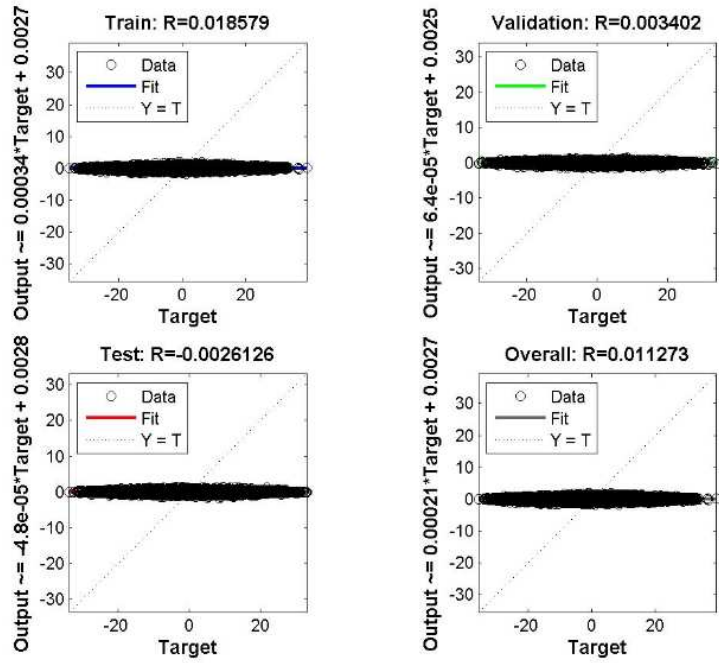 Train: R=0.018579
Output ~= 0.00034*Target + 0.0027
Data
Fit
Y = T
30
20
10
0
-10
-20
-30
-20
0
20
Target
Validation: R=0.003402
Output ~= 6.4e-05*Target + 0.0025
Data
Fit
Y = T
30
20
10
0
-10
-20
-30
-20
0
20
Target
Test: R=-0.0026126
Output ~= -4.8e-05*Target + 0.0028
Data
Fit
Y = T
30
20
10
0
-10
-20
-30
-20
0
20
Target
Overall: R=0.011273
Output ~= 0.00021*Target + 0.0027
Data
Fit
Y = T
30
20
10
0
-10
-20
-30
-20
0
20
Target